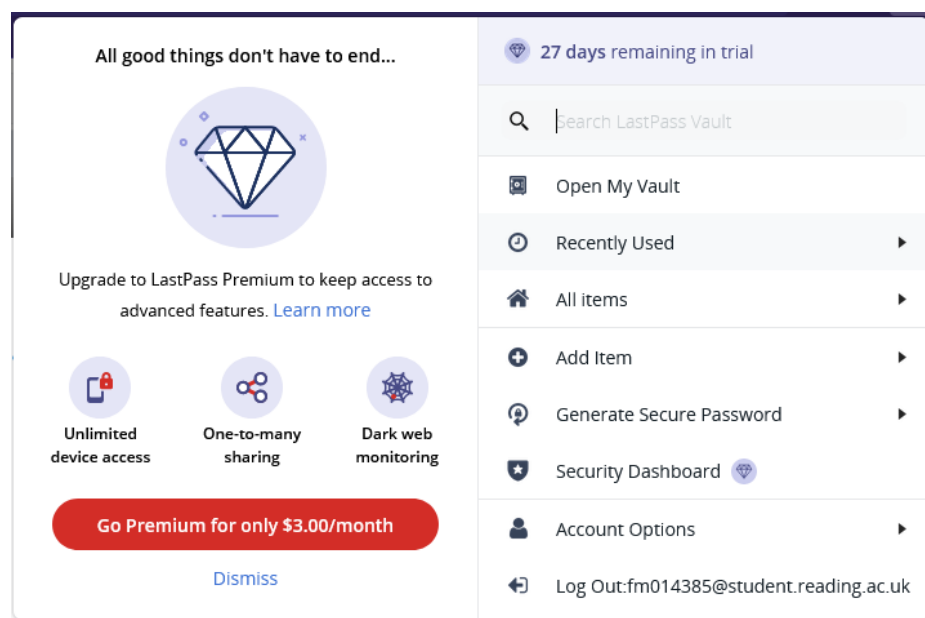 All good things don't have to end...
Upgrade to LastPass Premium to keep access to
advanced features. Learn more
Unlimited
device access
One-to-many
sharing
Dark web
monitoring
Go Premium for only $3.00/month
Dismiss
27 days remaining in trial
Search LastPass Vault
Open My Vault
Recently Used
All items
Add Item
Generate Secure Password
Security Dashboard
Account Options
Log Out:fm014385@student.reading.ac.uk